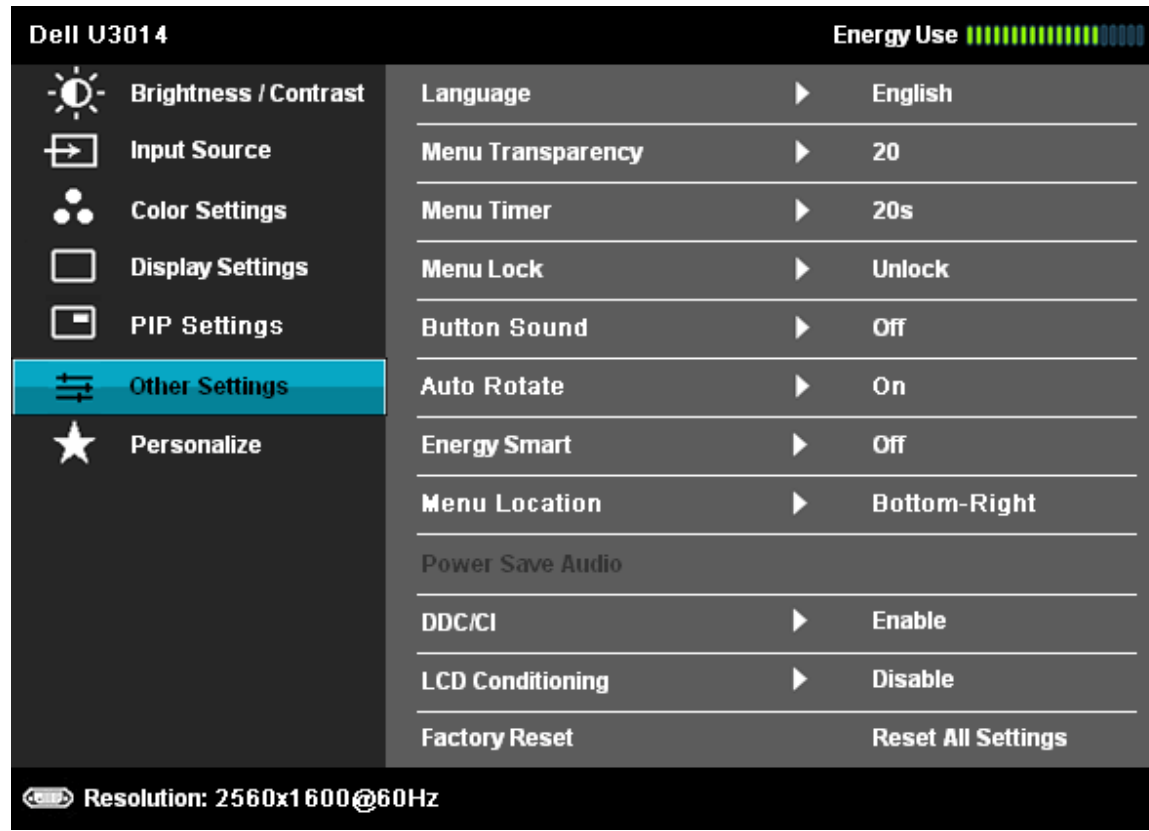 Dell U3014 Energy Use
Brightness / Contrast Language English
Input Source Menu Transparency 20
Color Settings Menu Timer 20s
Display Settings Menu Lock Unlock
PIP Settings Button Sound Off
Other Settings Auto Rotate On
Personalize Energy Smart Off
Menu Location Bottom-Right
Power Save Audio
DDC/CI Enable
LCD Conditioning Disable
Factory Reset Reset All Settings
Resolution: 2560x1600@60Hz